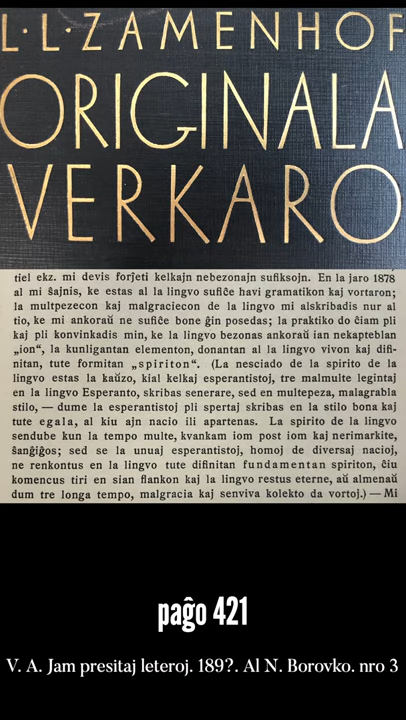 L·L·ZAMENHOF
ORIGINALA
VERKARO
tiel ekz. mi devis forjeti kelkajn nebezonajn sufiksojn. En la jaro 1878
al mi ŝajnis, ke estas al la lingvo sufiĉe havi gramatikon kaj vortaron;
la multpezecon kaj malgraciecon de la lingvo mi alskribadis nur al
tio, ke mi ankoraŭ ne sufiĉe bone ĝin posedas; la praktiko do ĉiam pli
kaj pli konvinkadis min, ke la lingvo bezonas ankoraŭ ian nekapteblan
„ion“, la kunligantan elementon, donantan al la lingvo vivon kaj difi-
nitan, tute formitan „spiriton“. (La nesciado de la spirito de la
lingvo estas la kaŭzo, kial kelkaj esperantistoj, tre malmulte legintaj
en la lingvo Esperanto, skribas senerare, sed en multepeza, malagrabla
stilo, — dume la esperantistoj pli spertaj skribas en la stilo bona kaj
tute egala, al kiu ajn nacio ili apartenas. La spirito de la lingvo
sendube kun la tempo multe, kvankam iom post iom kaj nerimarkite,
ŝanĝiĝos; sed se la unuaj esperantistoj, homoj de diversaj nacioj,
ne renkontus en la lingvo tute difinitan fundamentan spiriton, ĉiu
komencus tiri en sian flankon kaj la lingvo restus eterne, aŭ almenaŭ
dum tre longa tempo, malgracia kaj senviva kolekto da vortoj.) — Mi
paĝo 421
V. A. Jam presitaj leteroj. 189?. Al N. Borovko. nro 3